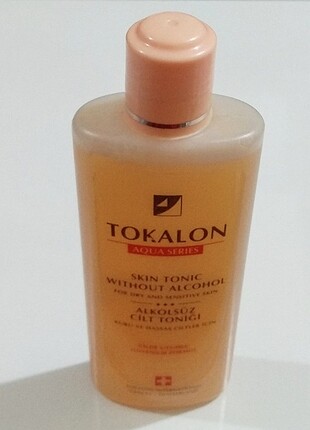 TOKALON
AQUA SERIES
SKIN TONIC
WITHOUT ALCOHOL
FOR DRY AND SENSITIVE SKIN
ALKOLSÜZ
CİLT TONİĞİ
KURU VE HASSAS CİLTLER İÇİN